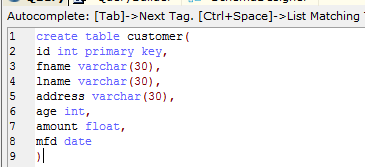 Autocomplete: [Tab]->Next Tag. [Ctrl+Space]->List Matching
1 create table customer(
2 id int primary key,
3 fname varchar(30),
4 lname varchar(30),
5 address varchar(30),
6 age int,
7 amount float,
8 mfd date
9 )